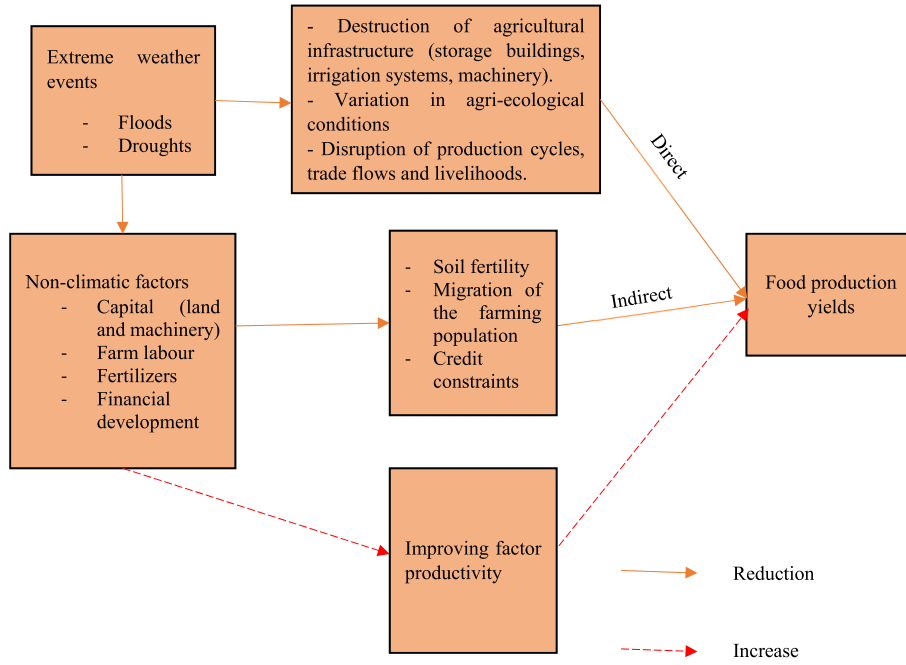 Extreme weather
events
- Floods
- Droughts
- Destruction of agricultural
infrastructure (storage buildings,
irrigation systems, machinery).
- Variation in agri-ecological
conditions
- Disruption of production cycles,
trade flows and livelihoods.
Direct
Non-climatic factors
- Capital (land
and machinery)
- Farm labour
- Fertilizers
- Financial
development
- Soil fertility
- Migration of
the farming
population
- Credit
constraints
Indirect
Food production
yields
Improving factor
productivity
Reduction
Increase